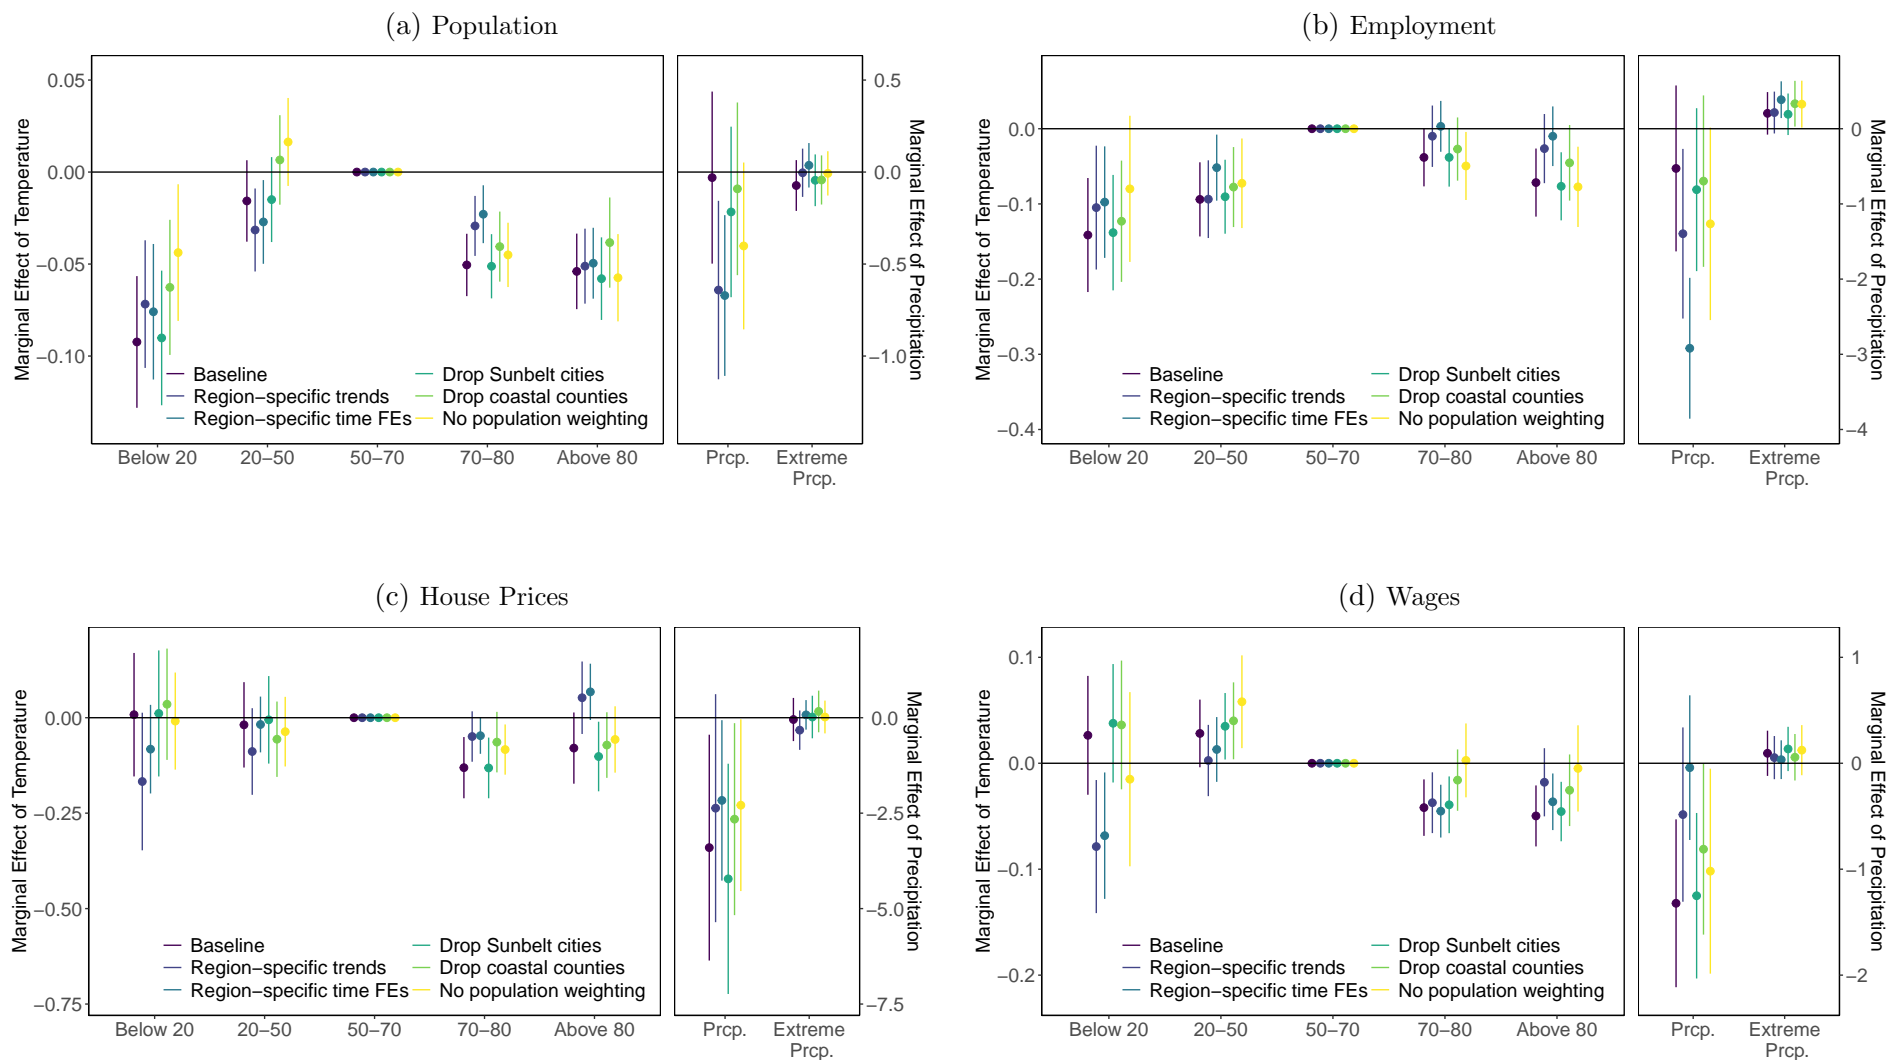 (a) Population
Marginal Effect of Temperature
0.05
0.00
−0.05
−0.10
Baseline
Region−specific trends
Region−specific time FEs
Drop Sunbelt cities
Drop coastal counties
No population weighting
Below 20
20−50
50−70
70−80
Above 80
0.5
0.0
−0.5
−1.0
Marginal Effect of Precipitation
Prcp.
Extreme
Prcp.
(b) Employment
Marginal Effect of Temperature
0.0
−0.1
−0.2
−0.3
−0.4
Baseline
Region−specific trends
Region−specific time FEs
Drop Sunbelt cities
Drop coastal counties
No population weighting
Below 20
20−50
50−70
70−80
Above 80
0
−1
−2
−3
−4
Marginal Effect of Precipitation
Prcp.
Extreme
Prcp.
(c) House Prices
Marginal Effect of Temperature
0.00
−0.25
−0.50
−0.75
Baseline
Region−specific trends
Region−specific time FEs
Drop Sunbelt cities
Drop coastal counties
No population weighting
Below 20
20−50
50−70
70−80
Above 80
0.0
−2.5
−5.0
−7.5
Marginal Effect of Precipitation
Prcp.
Extreme
Prcp.
(d) Wages
Marginal Effect of Temperature
0.1
0.0
−0.1
−0.2
Baseline
Region−specific trends
Region−specific time FEs
Drop Sunbelt cities
Drop coastal counties
No population weighting
Below 20
20−50
50−70
70−80
Above 80
1
0
−1
−2
Marginal Effect of Precipitation
Prcp.
Extreme
Prcp.